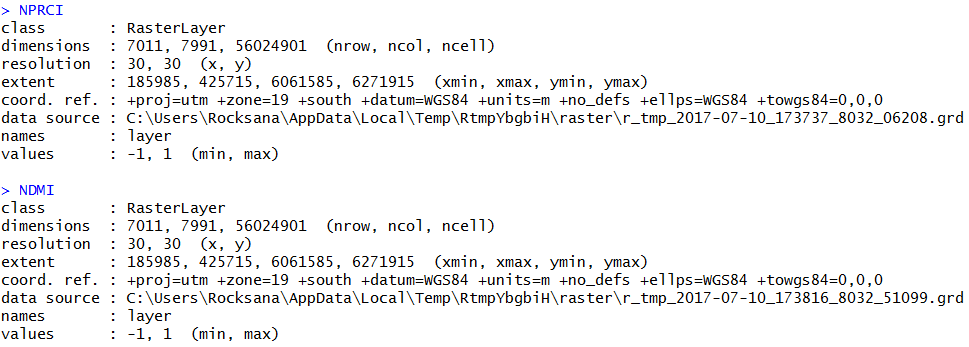 > NPRCI
class       : RasterLayer
dimensions  : 7011, 7991, 56024901  (nrow, ncol, ncell)
resolution  : 30, 30  (x, y)
extent      : 185985, 425715, 6061585, 6271915  (xmin, xmax, ymin, ymax)
coord. ref. : +proj=utm +zone=19 +south +datum=WGS84 +units=m +no_defs +ellps=WGS84 +towgs84=0,0,0
data source : C:\Users\Rocksana\AppData\Local\Temp\RtmpYbgbiH\raster\r_tmp_2017-07-10_173737_8032_06208.grd
names       : layer
values      : -1, 1  (min, max)
> NDMI
class       : RasterLayer
dimensions  : 7011, 7991, 56024901  (nrow, ncol, ncell)
resolution  : 30, 30  (x, y)
extent      : 185985, 425715, 6061585, 6271915  (xmin, xmax, ymin, ymax)
coord. ref. : +proj=utm +zone=19 +south +datum=WGS84 +units=m +no_defs +ellps=WGS84 +towgs84=0,0,0
data source : C:\Users\Rocksana\AppData\Local\Temp\RtmpYbgbiH\raster\r_tmp_2017-07-10_173816_8032_51099.grd
names       : layer
values      : -1, 1  (min, max)